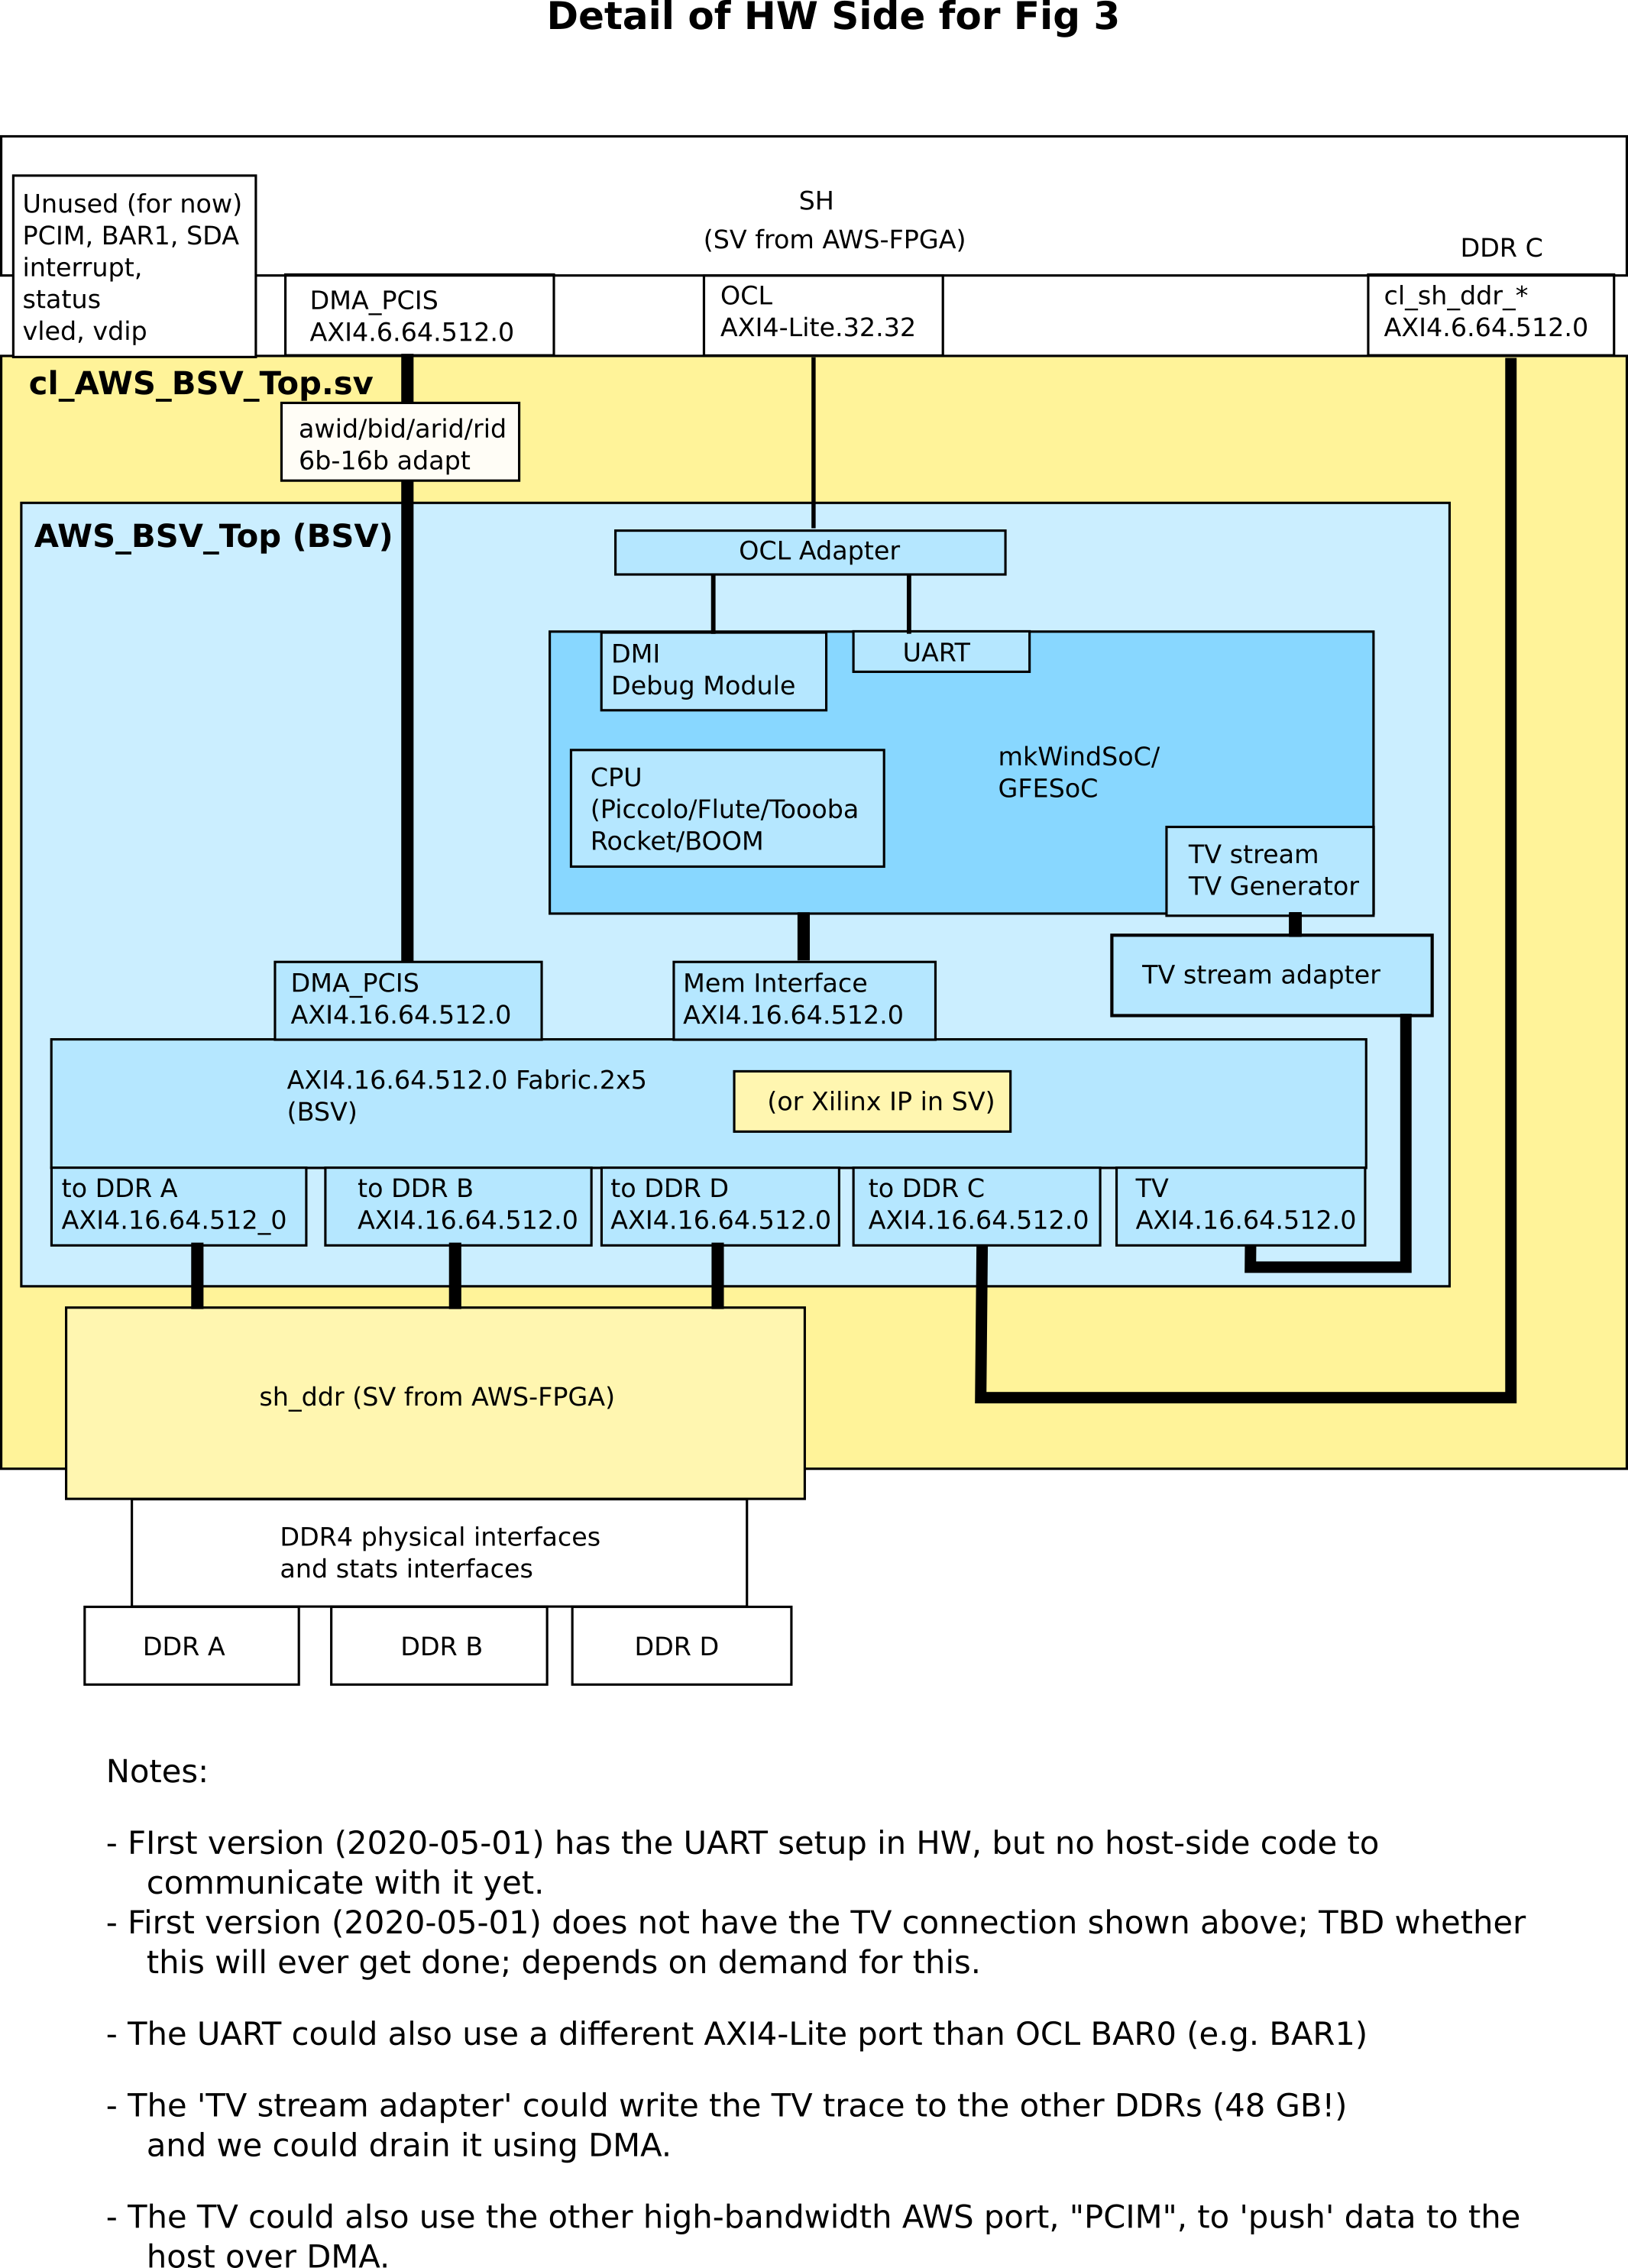 Detail of HW Side for Fig 3
Unused (for now)
PCIM, BAR1, SDA
interrupt,
status
vled, vdip
SH
(SV from AWS-FPGA)
DDR C
DMA_PCIS
AXI4.6.64.512.0
OCL
AXI4-Lite.32.32
cl_sh_ddr_*
AXI4.6.64.512.0
cl_AWS_BSV_Top.sv
awid/bid/arid/rid
6b-16b adapt
AWS_BSV_Top (BSV)
OCL Adapter
DMI
Debug Module
UART
CPU
(Piccolo/Flute/Toooba
Rocket/BOOM
mkWindSoC/
GFESoC
TV stream
TV Generator
TV stream adapter
DMA_PCIS
AXI4.16.64.512.0
Mem Interface
AXI4.16.64.512.0
AXI4.16.64.512.0 Fabric.2x5
(BSV)
(or Xilinx IP in SV)
to DDR A
AXI4.16.64.512_0
to DDR B
AXI4.16.64.512.0
to DDR D
AXI4.16.64.512.0
to DDR C
AXI4.16.64.512.0
TV
AXI4.16.64.512.0
sh_ddr (SV from AWS-FPGA)
DDR4 physical interfaces
and stats interfaces
DDR A
DDR B
DDR D
Notes:
- FIrst version (2020-05-01) has the UART setup in HW, but no host-side code to
communicate with it yet.
- First version (2020-05-01) does not have the TV connection shown above; TBD whether
this will ever get done; depends on demand for this.
- The UART could also use a different AXI4-Lite port than OCL BAR0 (e.g. BAR1)
- The 'TV stream adapter' could write the TV trace to the other DDRs (48 GB!)
and we could drain it using DMA.
- The TV could also use the other high-bandwidth AWS port, "PCIM", to 'push' data to the
host over DMA.